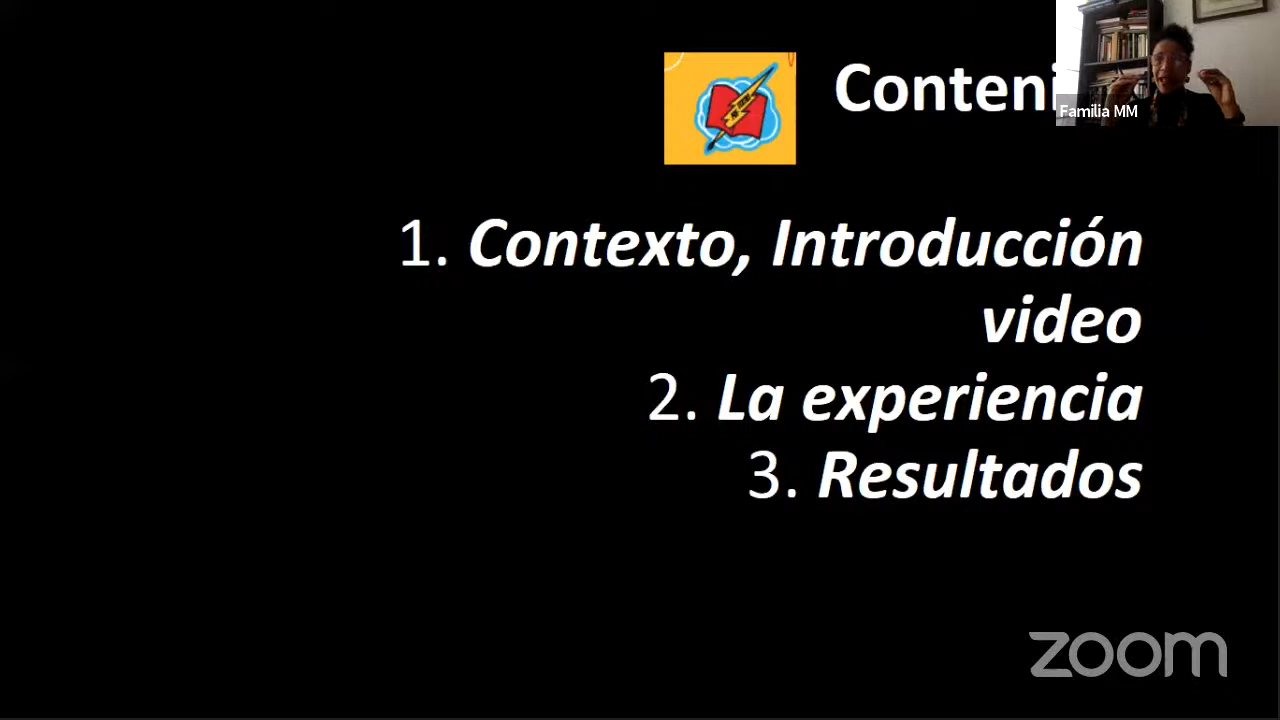 Conteni
Familia MM
1. Contexto, Introducción
video
2. La experiencia
3. Resultados
zoom